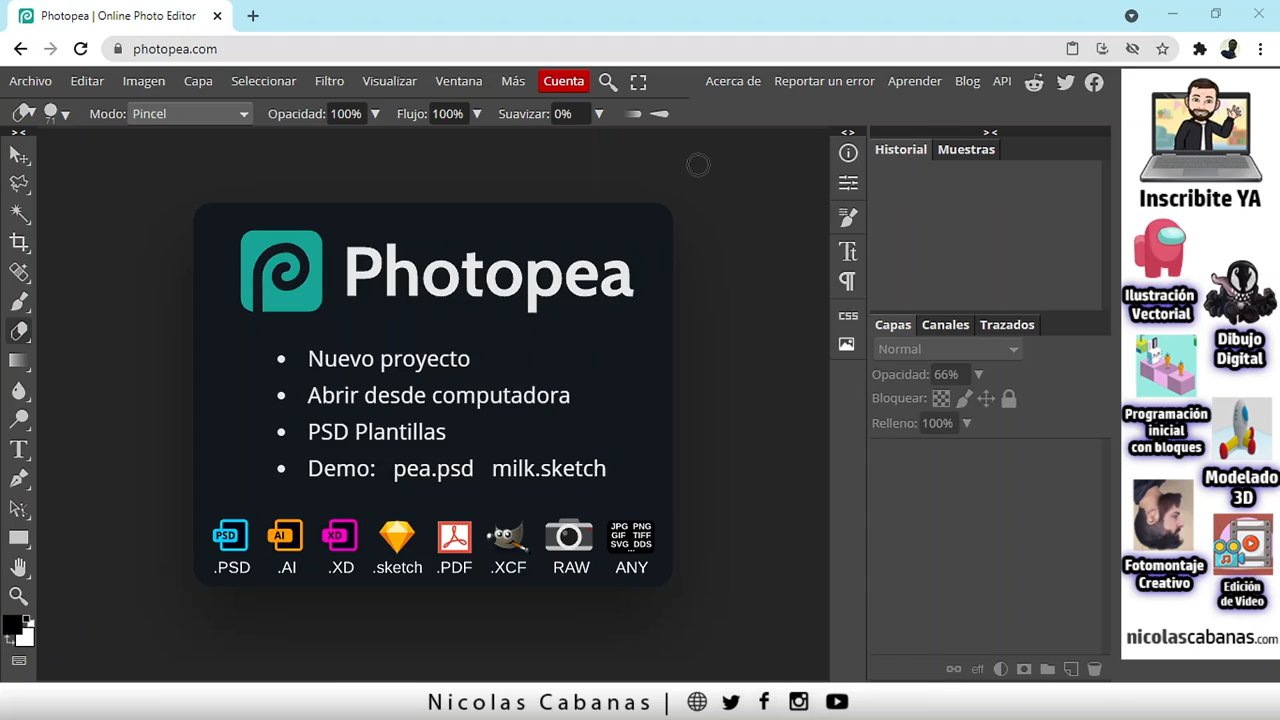 Photopea | Online Photo Editor
photopea.com
Archivo Editar Imagen Capa Seleccionar Filtro Visualizar Ventana Más Cuenta Acerca de Reportar un error Aprender Blog API
71 Modo: Pincel Opacidad: 100% Flujo: 100% Suavizar: 0%
> < < > > <
Historial Muestras
Inscribite YA
Photopea
Tt
CSS
Ilustración
Vectorial
Dibujo
Digital
Capas Canales Trazados
Normal
Nuevo proyecto
Opacidad: 66%
Abrir desde computadora
Bloquear:
Relleno: 100%
PSD Plantillas
Demo: pea.psd milk.sketch
Programación
inicial
con bloques
Modelado
3D
PSD AI XD PDF JPG PNG
GIF TIFF
SVG DDS
...
.PSD .AI .XD .sketch .PDF .XCF RAW ANY
Fotomontaje
Creativo
Edición
de Video
T
nicolascabanas.com
eff
Nicolas Cabanas |